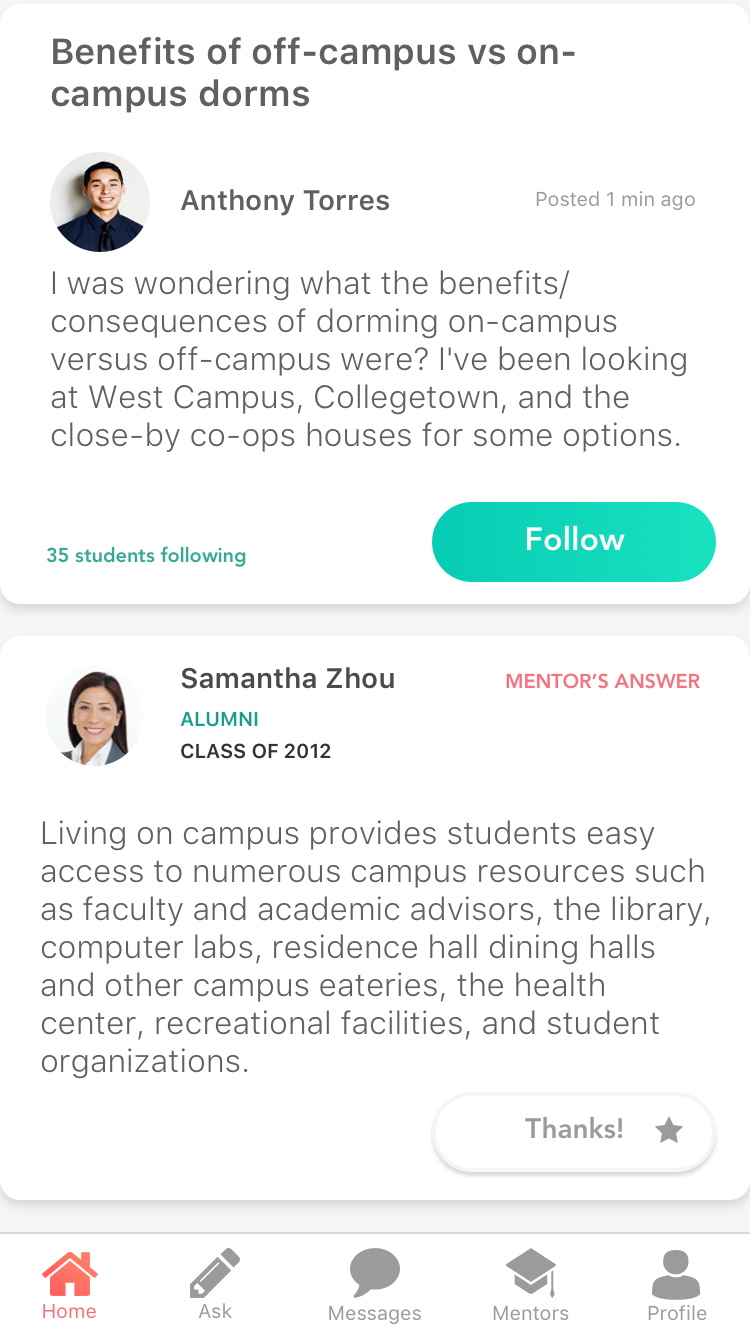 Benefits of off-campus vs on-
campus dorms
Anthony Torres
Posted 1 min ago
I was wondering what the benefits/
consequences of dorming on-campus
versus off-campus were? I've been looking
at West Campus, Collegetown, and the
close-by co-ops houses for some options.
35 students following
Follow
Samantha Zhou
MENTOR’S ANSWER
ALUMNI
CLASS OF 2012
Living on campus provides students easy
access to numerous campus resources such
as faculty and academic advisors, the library,
computer labs, residence hall dining halls
and other campus eateries, the health
center, recreational facilities, and student
organizations.
Thanks!
Home
Ask
Messages
Mentors
Profile